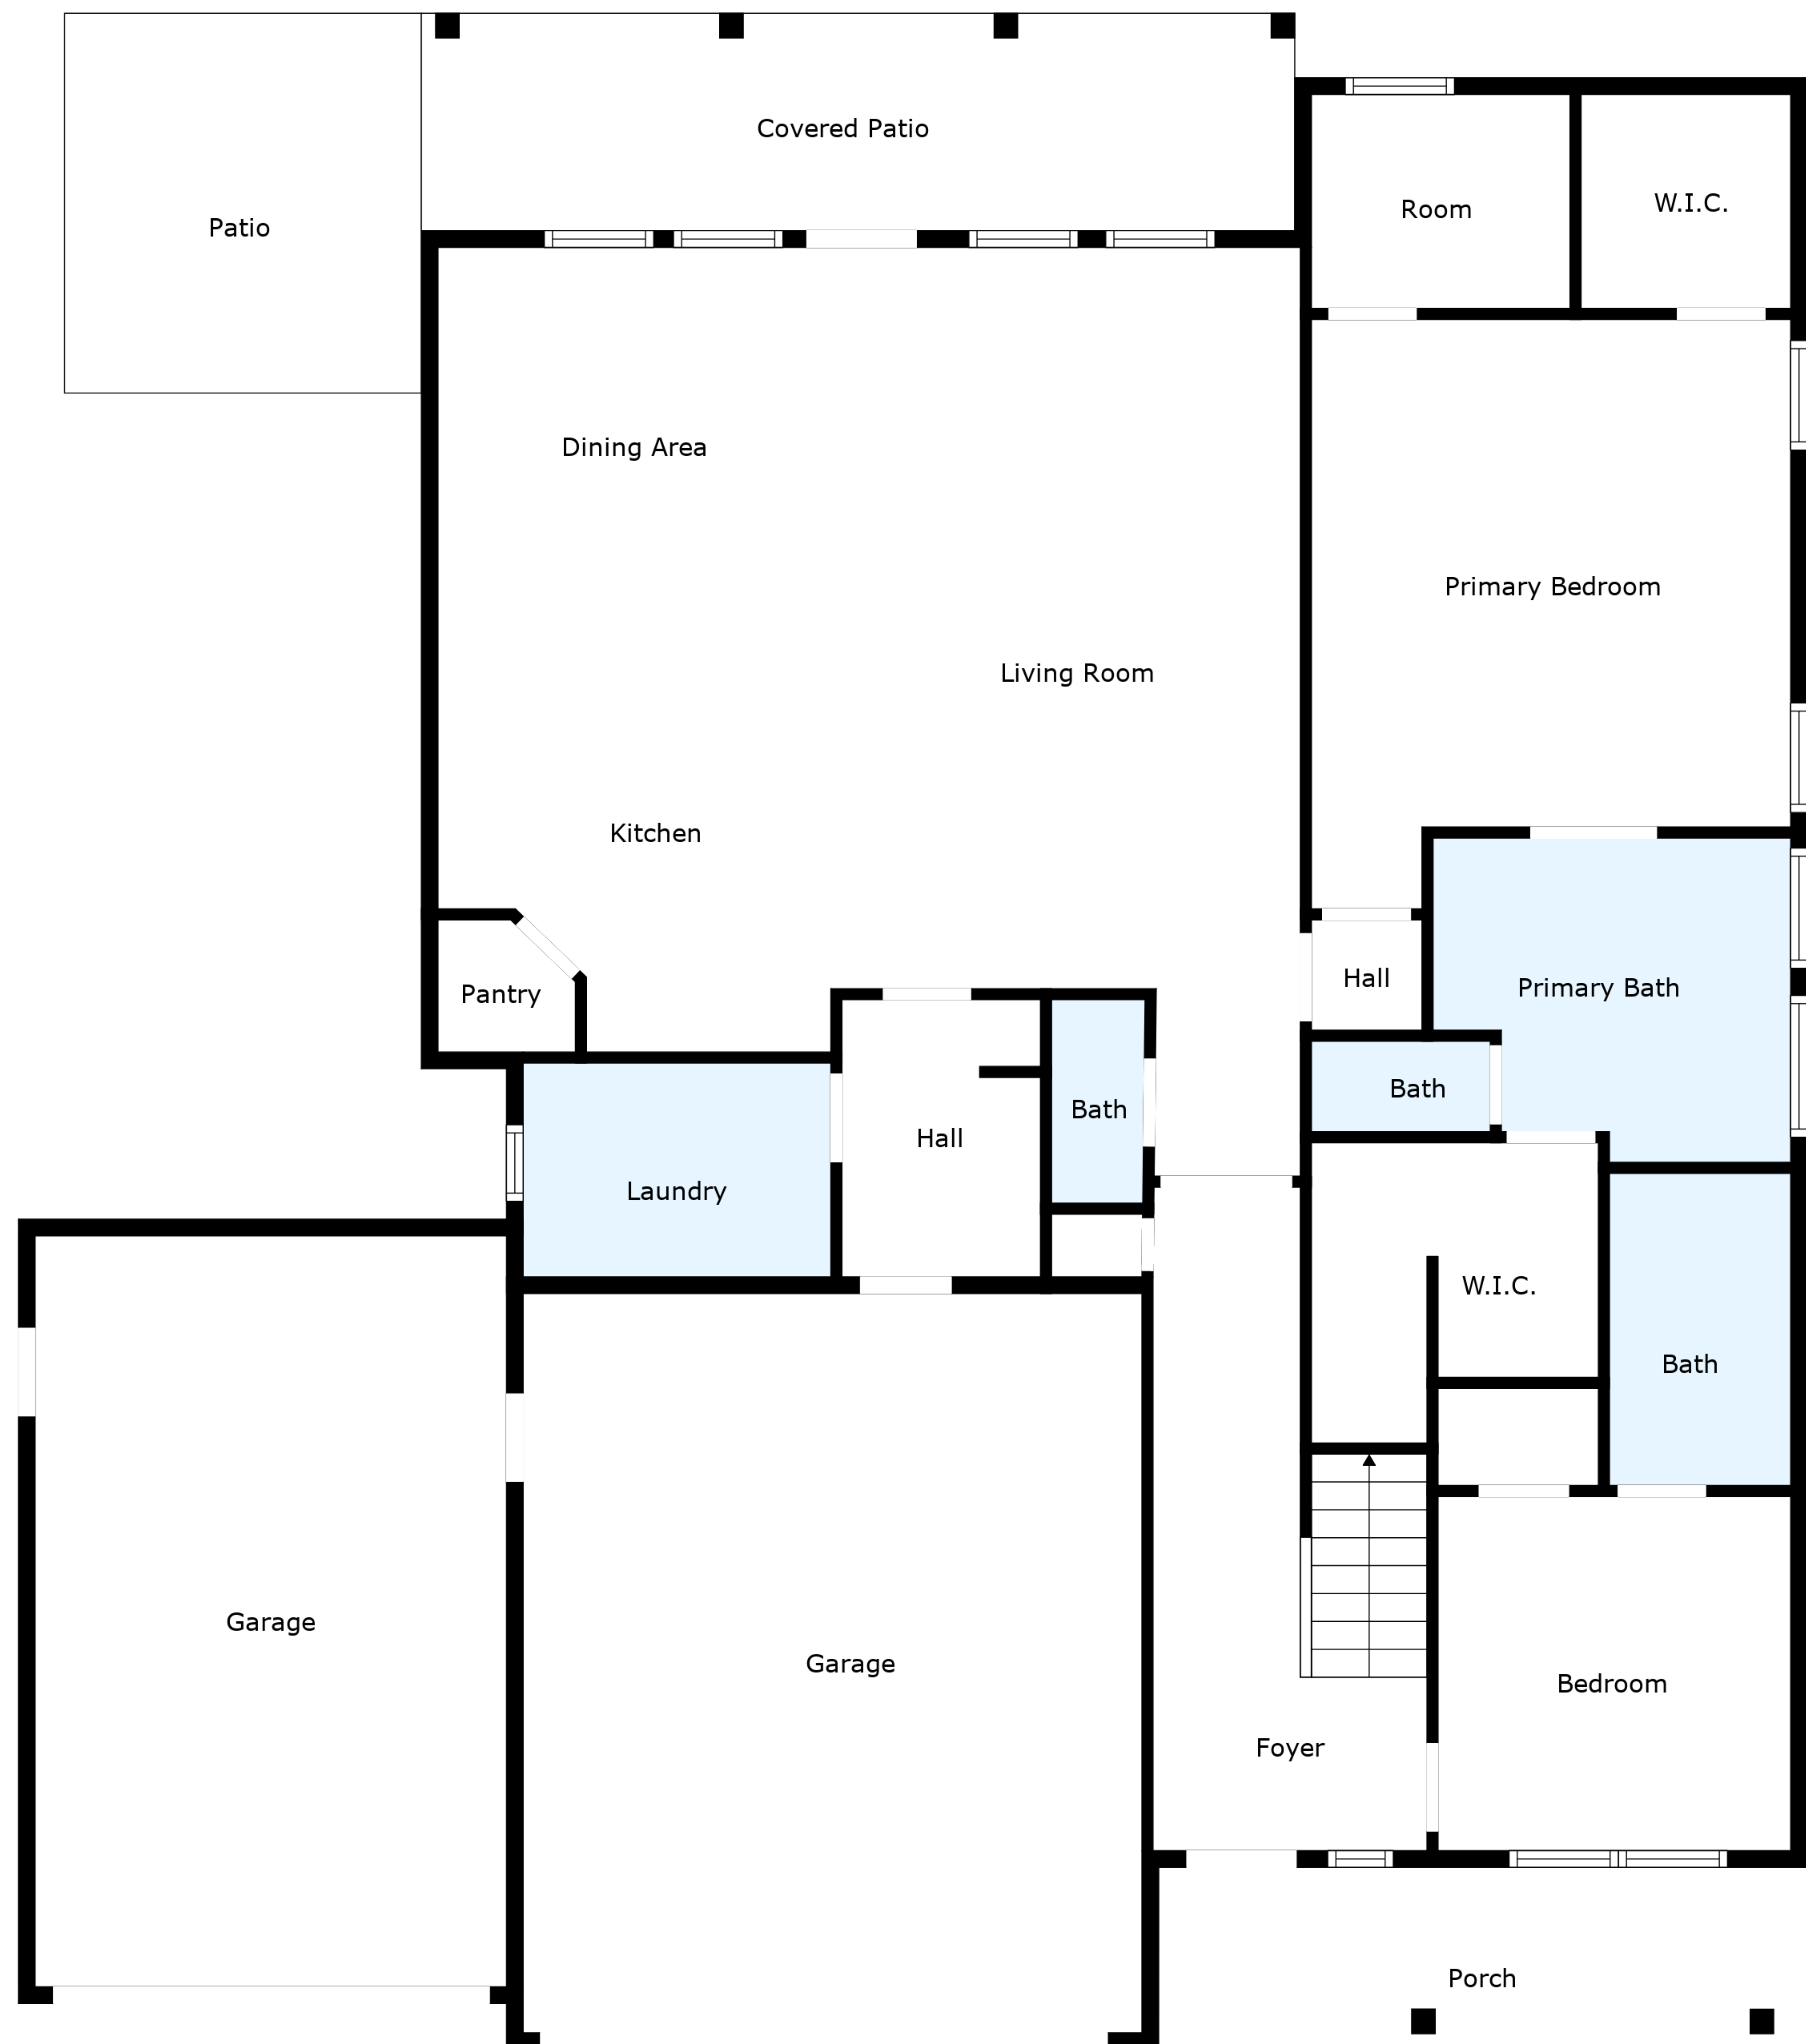 Covered Patio
Patio
Room
W.I.C.
Dining Area
Primary Bedroom
Living Room
Kitchen
Hall
Primary Bath
Pantry
Bath
Bath
Hall
Laundry
W.I.C.
Bath
Garage
Garage
Bedroom
Foyer
Porch